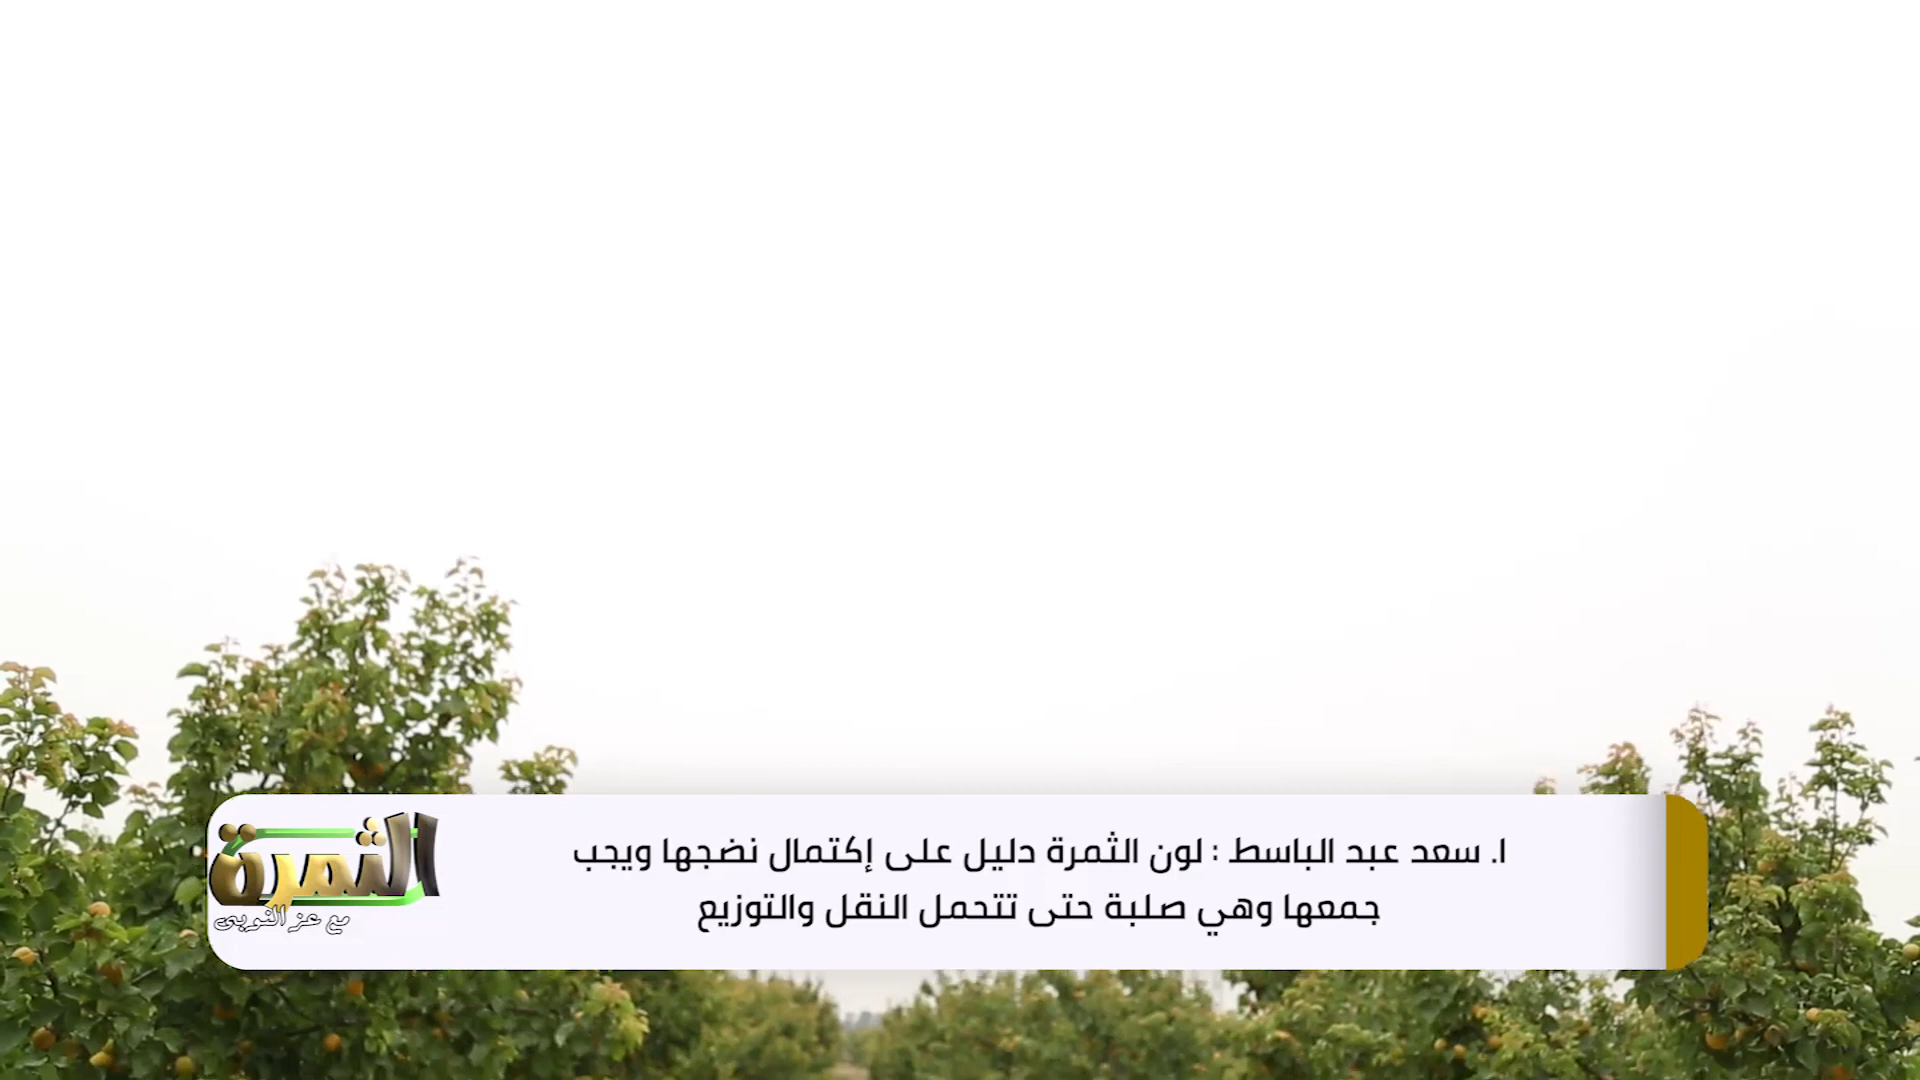 ا. سعد عبد الباسط : لون الثمرة دليل على إكتمال نضجها ويجب
جمعها وهي صلبة حتى تتحمل النقل والتوزيع
الثمرة
مع عز النوبى